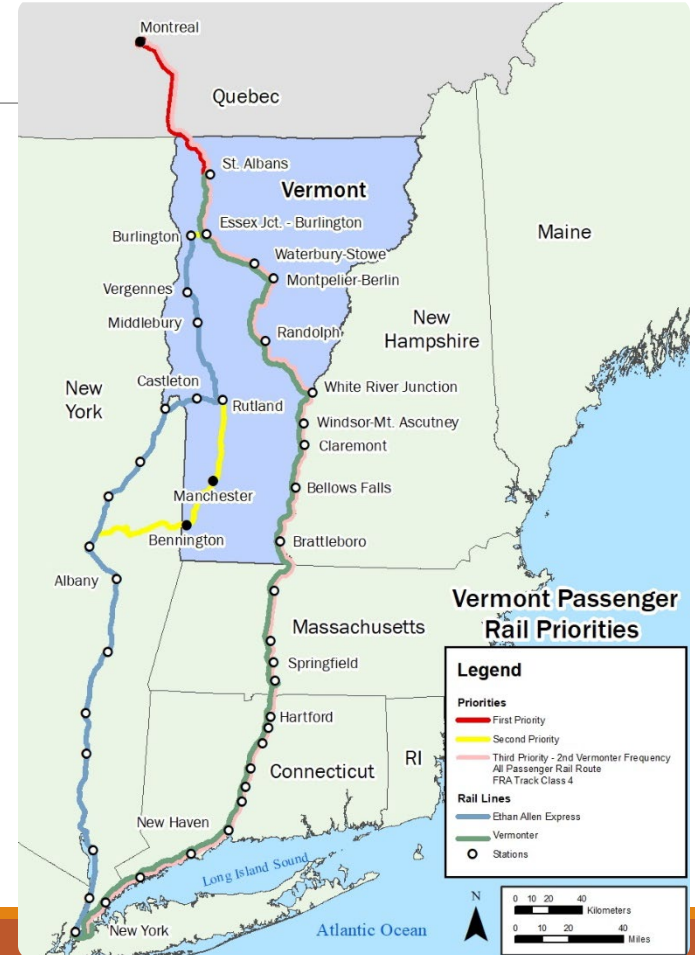 Montreal
Quebec
St. Albans
Vermont
Essex Jct. - Burlington
Burlington
Maine
Waterbury-Stowe
Montpelier-Berlin
Vergennes
New
Hampshire
Middlebury
Randolph
Castleton
New
York
White River Junction
Rutland
Windsor-Mt. Ascutney
Claremont
Manchester
Bellows Falls
Bennington
Brattleboro
Albany
Vermont Passenger
Rail Priorities
Massachusetts
Springfield
Hartford
Connecticut
RI
New Haven
Long Island Sound
New York
Atlantic Ocean
Legend
Priorities
First Priority
Second Priority
Third Priority - 2nd Vermonter Frequency
All Passenger Rail Route
FRA Track Class 4
Rail Lines
Ethan Allen Express
Vermonter
Stations
N
0 10 20 40
Kilometers
0 10 20 40
Miles